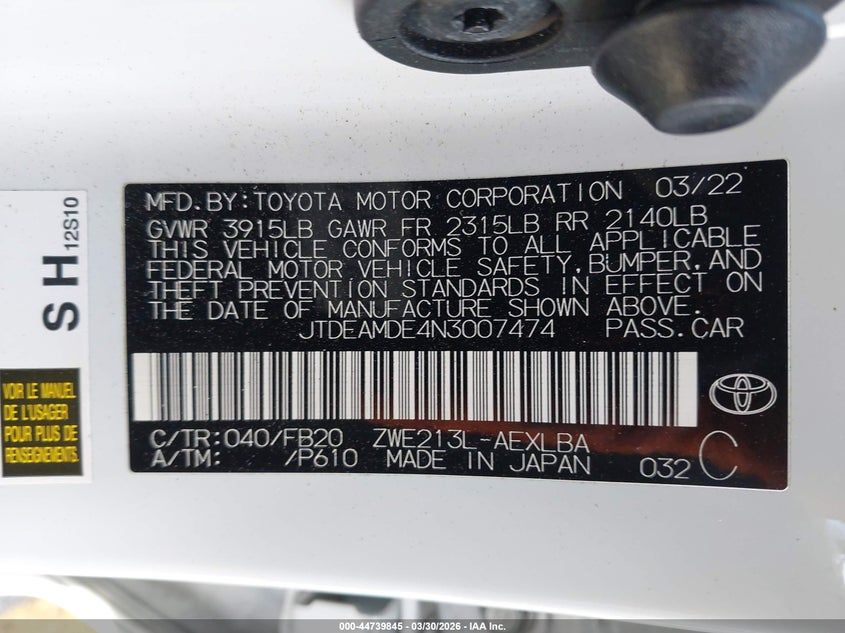 MFD. BY: TOYOTA MOTOR CORPORATION 03/22
GVWR 3915LB GAWR FR 2315LB RR 2140LB
THIS VEHICLE CONFORMS TO ALL APPLICABLE
FEDERAL MOTOR VEHICLE SAFETY, BUMPER, AND
THEFT PREVENTION STANDARDS IN EFFECT ON
THE DATE OF MANUFACTURE SHOWN ABOVE.
JTDEAMDE4N3007474 PASS. CAR
C/TR: 040/FB20 ZWE213L-AEXLBA
A/TM: /P610 MADE IN JAPAN 032 C
SH 12S10
VOIR LE MANUEL
DE L'USAGER
POUR PLUS DE
RENSEIGNEMENTS.
000-44739845 - 03/30/2026 - IAA Inc.